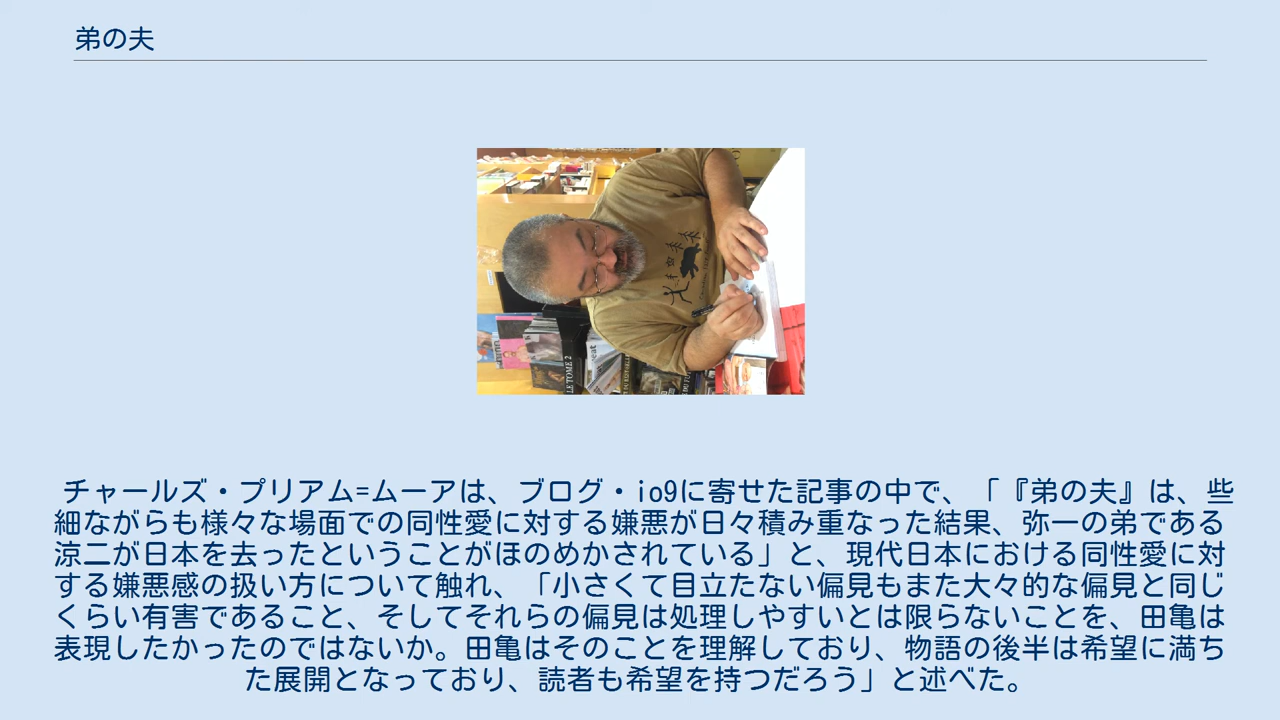 弟の夫
LE TOME 2
チャールズ・プリアム=ムーアは、ブログ・io9に寄せた記事の中で、「『弟の夫』は、些
細ながらも様々な場面での同性愛に対する嫌悪が日々積み重なった結果、弥一の弟である
涼二が日本を去ったということがほのめかされている」と、現代日本における同性愛に対
する嫌悪感の扱い方について触れ、「小さくて目立たない偏見もまた大々的な偏見と同じ
くらい有害であること、そしてそれらの偏見は処理しやすいとは限らないことを、田亀は
表現したかったのではないか。田亀はそのことを理解しており、物語の後半は希望に満ち
た展開となっており、読者も希望を持つだろう」と述べた。